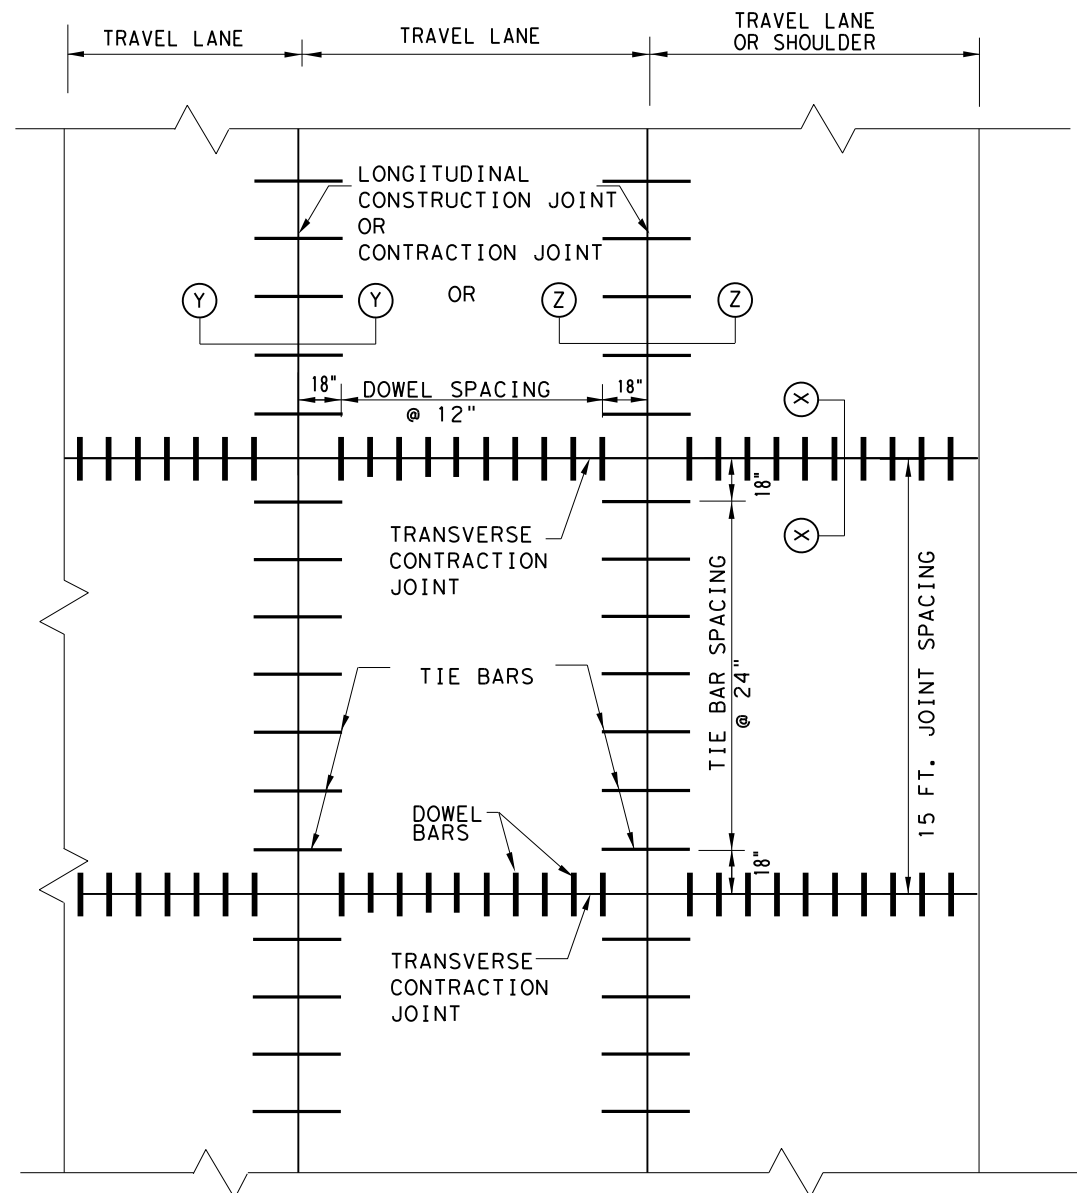 TRAVEL LANE
TRAVEL LANE
TRAVEL LANE
OR SHOULDER
LONGITUDINAL
CONSTRUCTION JOINT
OR
CONTRACTION JOINT
Y
Y
OR
Z
Z
18"
DOWEL SPACING
@ 12"
18"
X
18"
X
TRANSVERSE
CONTRACTION
JOINT
TIE BAR SPACING
@ 24"
15 FT. JOINT SPACING
TIE BARS
DOWEL
BARS
18"
TRANSVERSE
CONTRACTION
JOINT